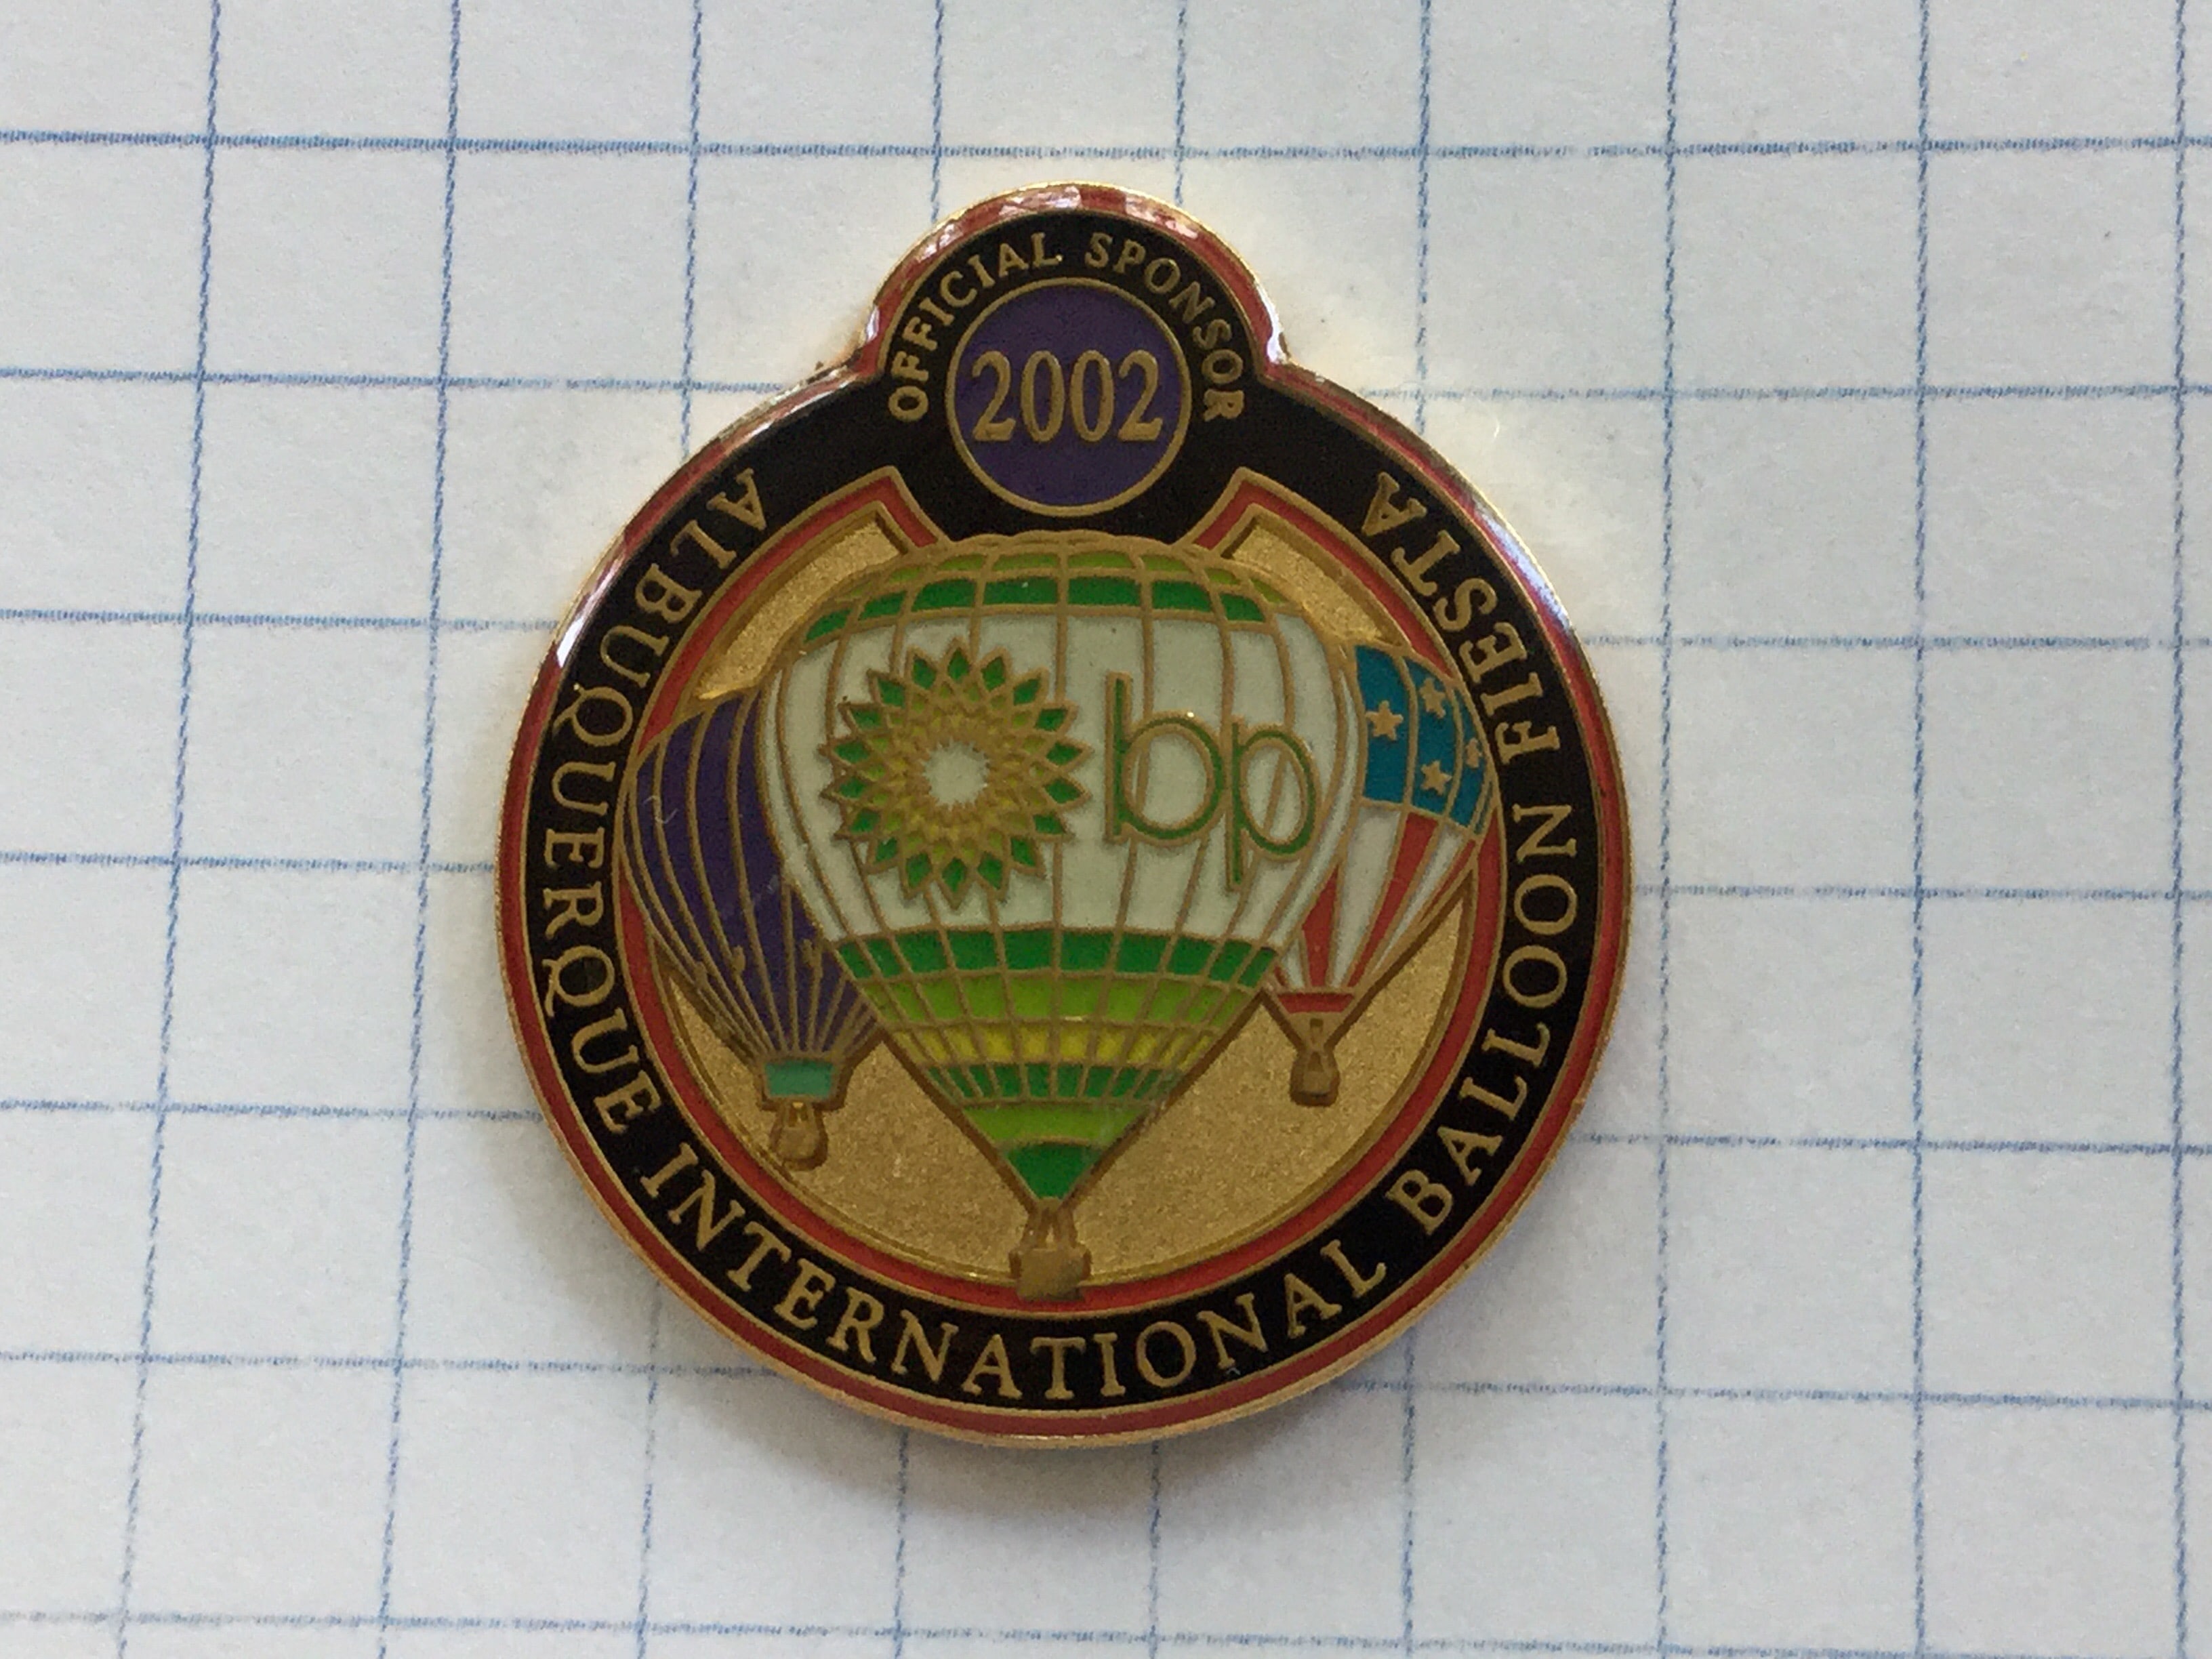 OFFICIAL SPONSOR
2002
bp
ALBUQUERQUE INTERNATIONAL BALLOON FIESTA